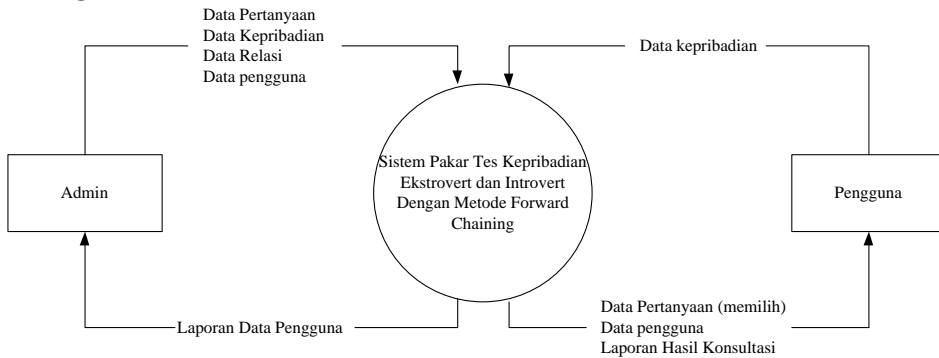 Data Pertanyaan
Data Kepribadian
Data Relasi
Data pengguna
Data kepribadian
Admin
Sistem Pakar Tes Kepribadian
Ekstrovert dan Introvert
Dengan Metode Forward
Chaining
Pengguna
Laporan Data Pengguna
Data Pertanyaan (memilih)
Data pengguna
Laporan Hasil Konsultasi